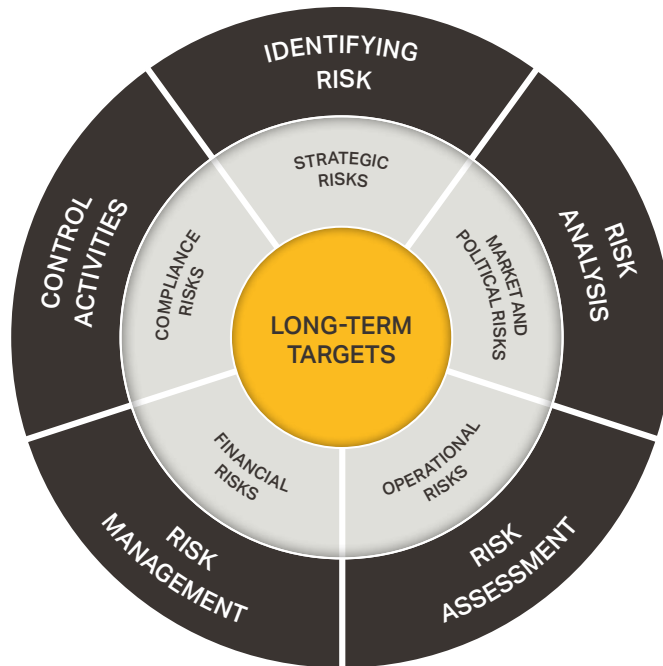 IDENTIFYING
RISK
RISK
ANALYSIS
RISK
ASSESSMENT
RISK
MANAGEMENT
CONTROL
ACTIVITIES
STRATEGIC
RISKS
MARKET AND
POLITICAL RISKS
OPERATIONAL
RISKS
FINANCIAL
RISKS
COMPLIANCE
RISKS
LONG-TERM
TARGETS